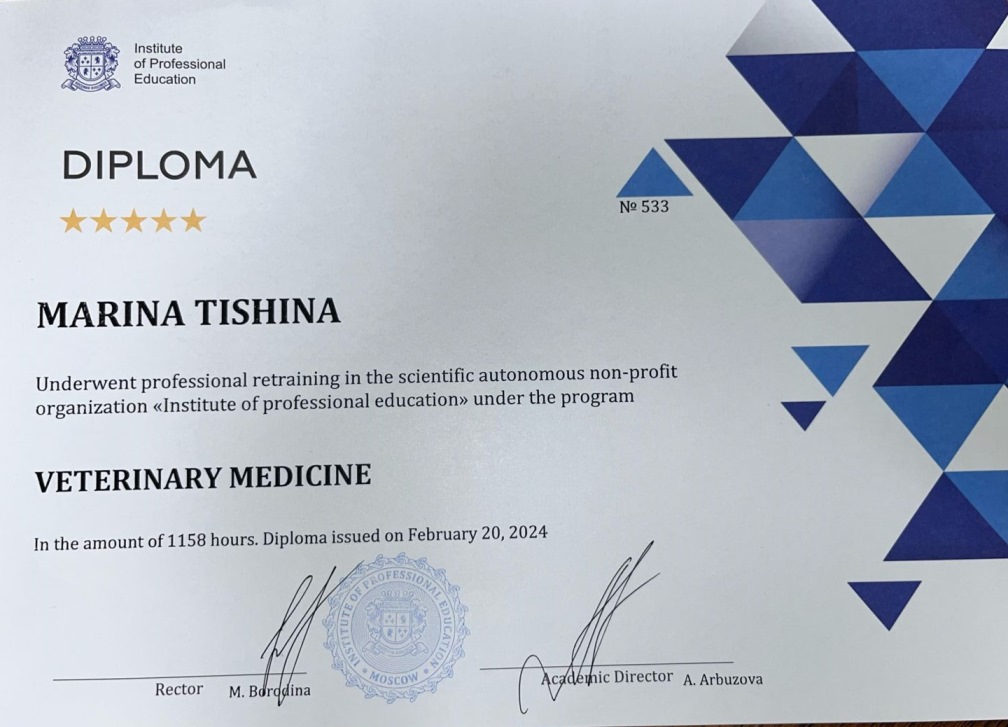 Institute
of Professional
Education
DIPLOMA
№ 533
MARINA TISHINA
Underwent professional retraining in the scientific autonomous non-profit
organization «Institute of professional education» under the program
VETERINARY MEDICINE
In the amount of 1158 hours. Diploma issued on February 20, 2024
INSTITUTE OF PROFESSIONAL EDUCATION
MOSCOW
Rector M. Borodina
Academic Director A. Arbuzova